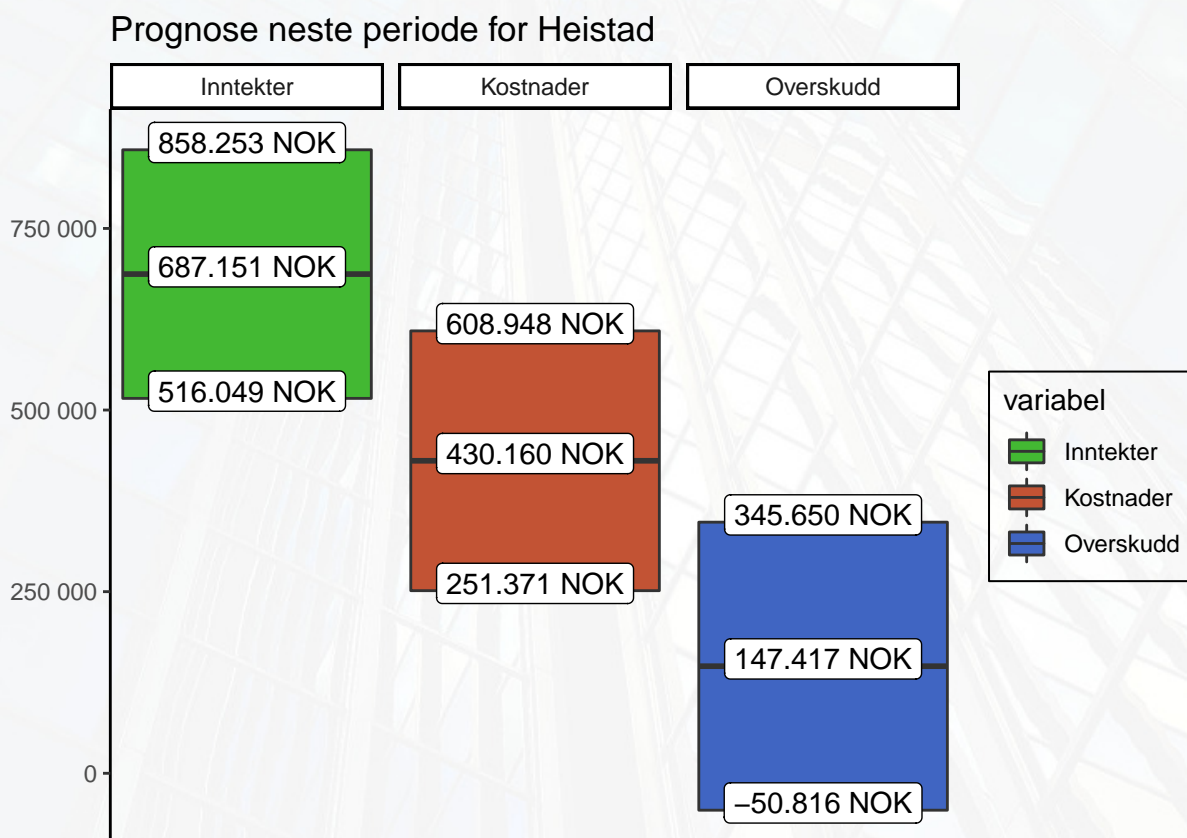 Prognose neste periode for Heistad
Inntekter
Kostnader
Overskudd
858.253 NOK
687.151 NOK
516.049 NOK
608.948 NOK
430.160 NOK
251.371 NOK
345.650 NOK
147.417 NOK
−50.816 NOK
750 000
500 000
250 000
0
variabel
Inntekter
Kostnader
Overskudd